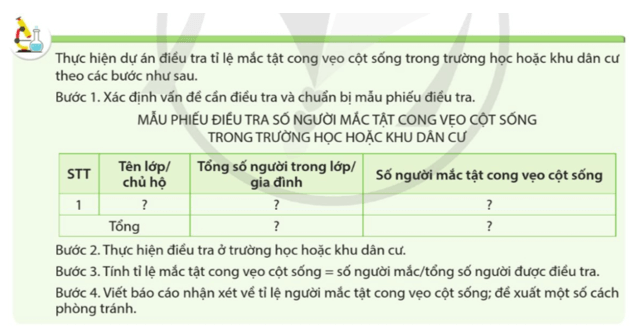 Thực hiện dự án điều tra tỉ lệ mắc tật cong vẹo cột sống trong trường học hoặc khu dân cư
theo các bước như sau.
Bước 1. Xác định vấn đề cần điều tra và chuẩn bị mẫu phiếu điều tra.
MẪU PHIẾU ĐIỀU TRA SỐ NGƯỜI MẮC TẬT CONG VẸO CỘT SỐNG
TRONG TRƯỜNG HỌC HOẶC KHU DÂN CƯ
STT Tên lớp/ chủ hộ Tổng số người trong lớp/ gia đình Số người mắc tật cong vẹo cột sống
1 ? ? ?
Tổng ? ?
Bước 2. Thực hiện điều tra ở trường học hoặc khu dân cư.
Bước 3. Tính tỉ lệ mắc tật cong vẹo cột sống = số người mắc/tổng số người được điều tra.
Bước 4. Viết báo cáo nhận xét về tỉ lệ người mắc tật cong vẹo cột sống; đề xuất một số cách
phòng tránh.